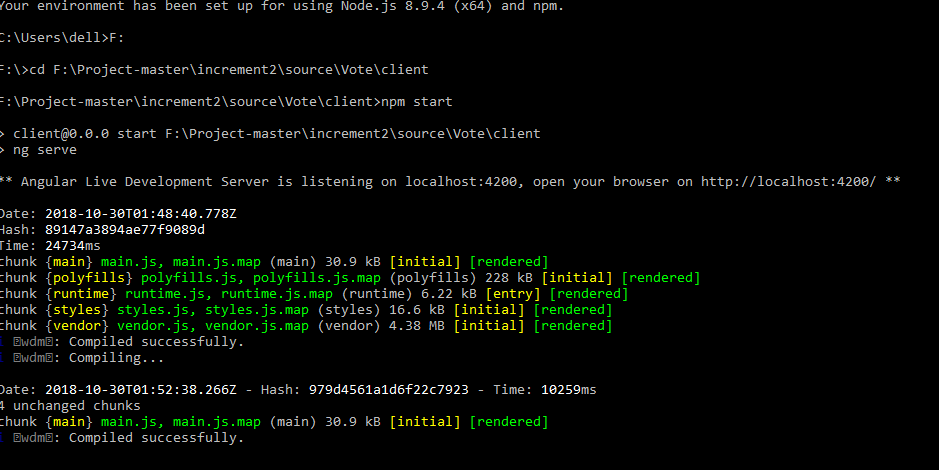 Your environment has been set up for using Node.js 8.9.4 (x64) and npm.
C:\Users\dell>F:
F:\>cd F:\Project-master\increment2\source\Vote\client
F:\Project-master\increment2\source\Vote\client>npm start
> client@0.0.0 start F:\Project-master\increment2\source\Vote\client
> ng serve
** Angular Live Development Server is listening on localhost:4200, open your browser on http://localhost:4200/ **
Date: 2018-10-30T01:48:40.778Z
Hash: 89147a3894ae77f9089d
Time: 24734ms
chunk {main} main.js, main.js.map (main) 30.9 kB [initial] [rendered]
chunk {polyfills} polyfills.js, polyfills.js.map (polyfills) 228 kB [initial] [rendered]
chunk {runtime} runtime.js, runtime.js.map (runtime) 6.22 kB [entry] [rendered]
chunk {styles} styles.js, styles.js.map (styles) 16.6 kB [initial] [rendered]
chunk {vendor} vendor.js, vendor.js.map (vendor) 4.38 MB [initial] [rendered]
wdm: Compiled successfully.
wdm: Compiling...
Date: 2018-10-30T01:52:38.266Z - Hash: 979d4561a1d6f22c7923 - Time: 10259ms
4 unchanged chunks
chunk {main} main.js, main.js.map (main) 30.9 kB [initial] [rendered]
wdm: Compiled successfully.